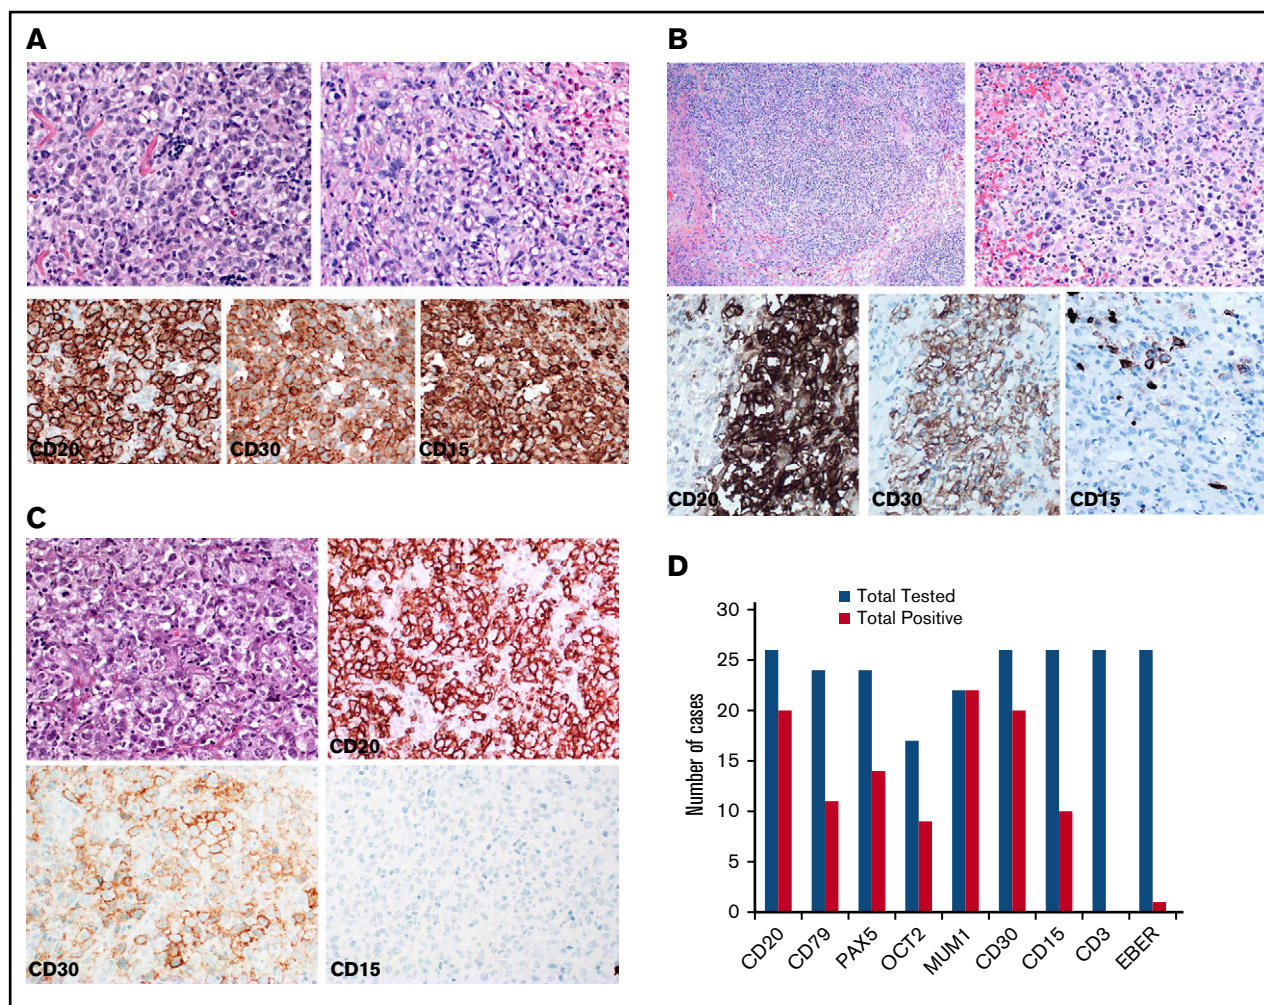 A
CD20
CD30
CD15
B
CD20
CD30
CD15
C
CD20
CD30
CD15
D
Total Tested
Total Positive
Number of cases
30
25
20
15
10
5
0
CD20
CD79
PAX5
OCT2
MUM1
CD30
CD15
CD3
EBER